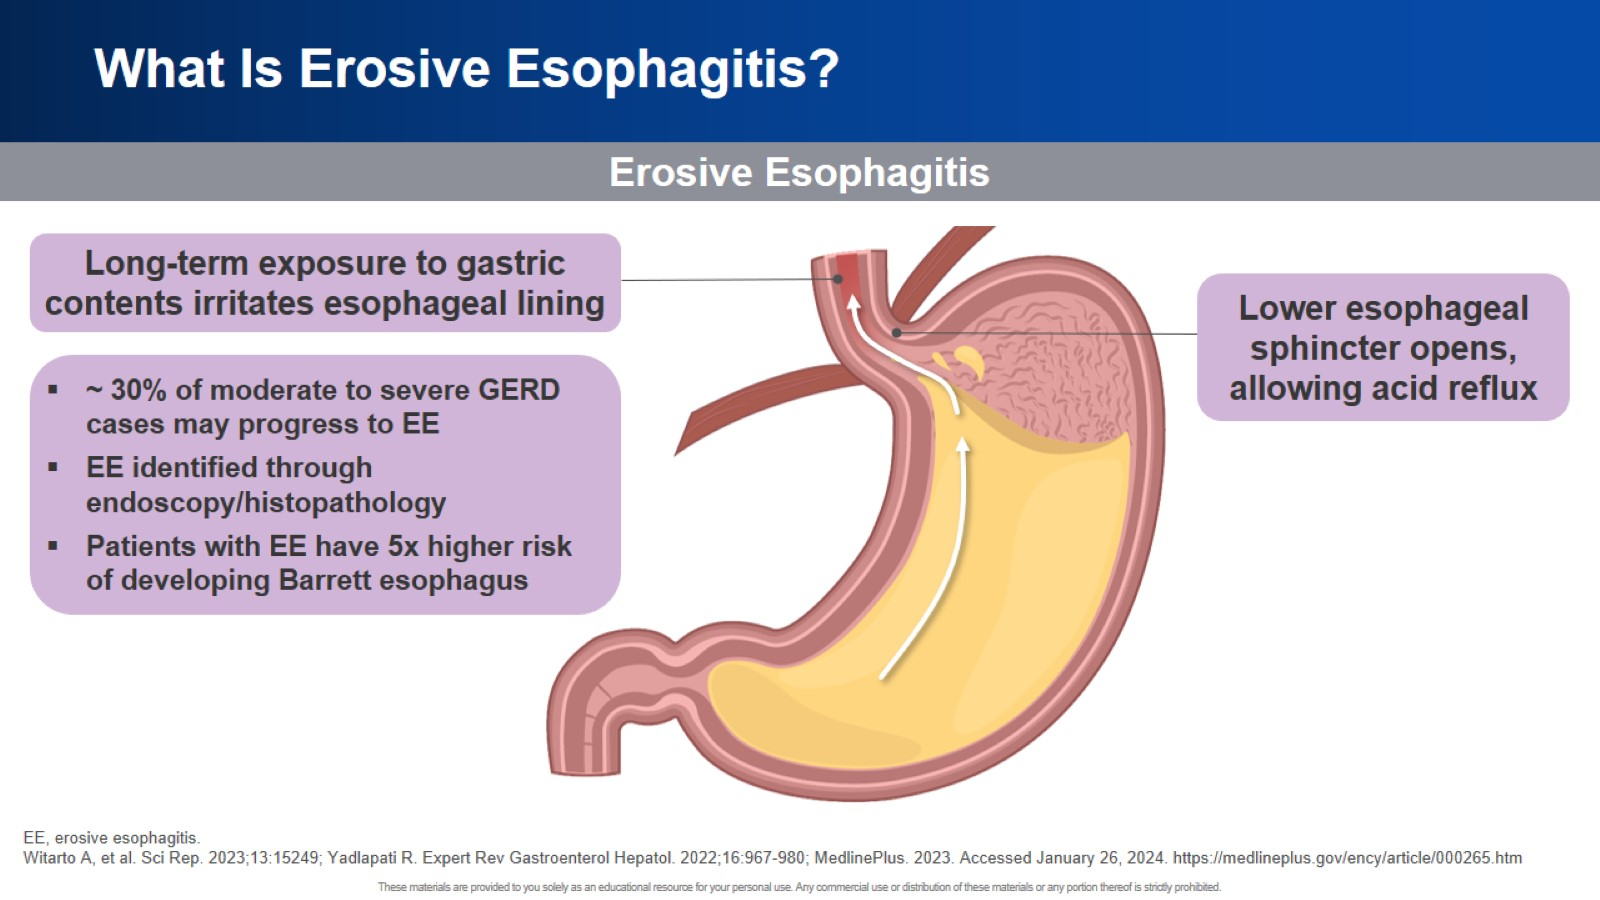 What Is Erosive Esophagitis?
Erosive Esophagitis
Long-term exposure to gastric
contents irritates esophageal lining
▪ ~ 30% of moderate to severe GERD
cases may progress to EE
▪ EE identified through
endoscopy/histopathology
▪ Patients with EE have 5x higher risk
of developing Barrett esophagus
Lower esophageal
sphincter opens,
allowing acid reflux
EE, erosive esophagitis.
Witarto A, et al. Sci Rep. 2023;13:15249; Yadlapati R. Expert Rev Gastroenterol Hepatol. 2022;16:967-980; MedlinePlus. 2023. Accessed January 26, 2024. https://medlineplus.gov/ency/article/000265.htm
These materials are provided to you solely as an educational resource for your personal use. Any commercial use or distribution of these materials or any portion thereof is strictly prohibited.